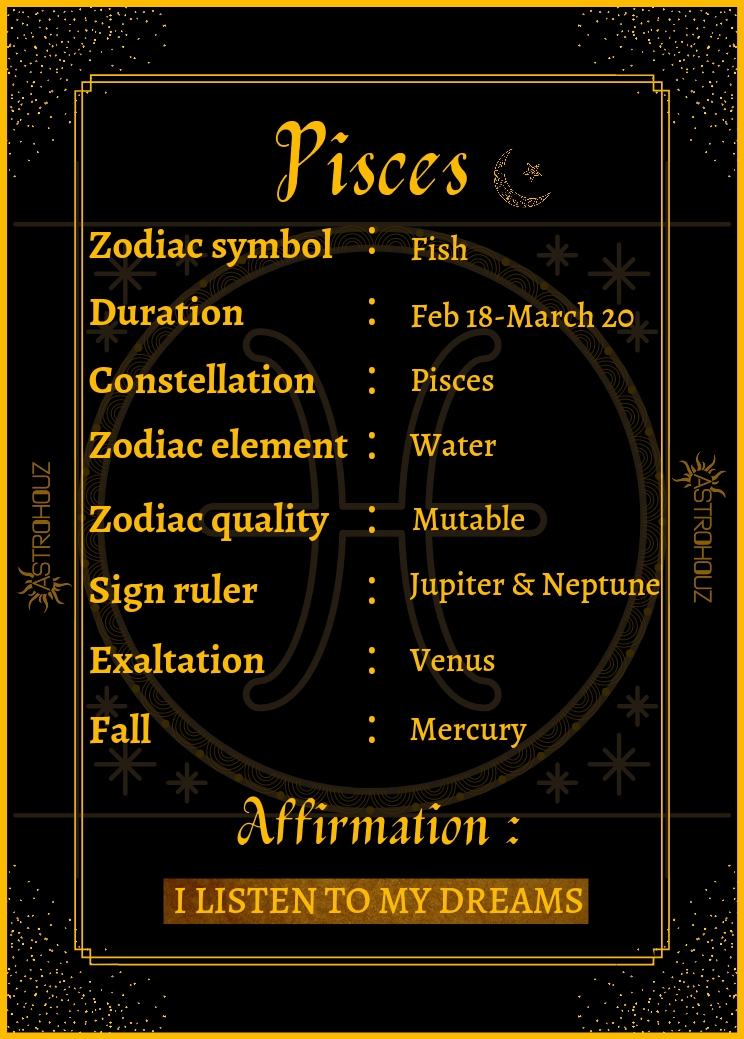 Pisces
Zodiac symbol : Fish
Duration : Feb 18-March 20
Constellation : Pisces
Zodiac element : Water
Zodiac quality : Mutable
Sign ruler : Jupiter & Neptune
Exaltation : Venus
Fall : Mercury
Affirmation :
I LISTEN TO MY DREAMS
ASTROHOUZ
ASTROHOUZ